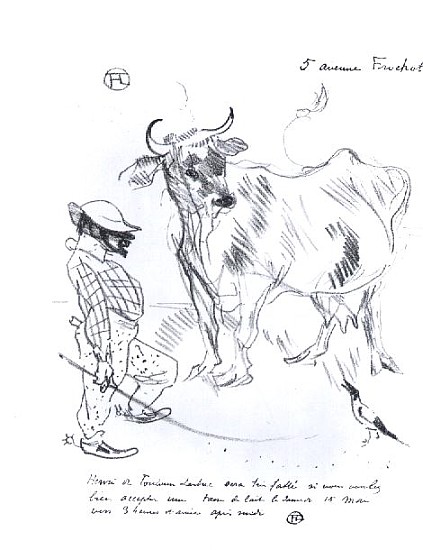 5 avenue Frochot
Henri de Toulouse Lautrec sera très flatté si vous voulez
bien accepter une tasse de lait le samedi 15 Mai
vers 3 heures et demie après midi